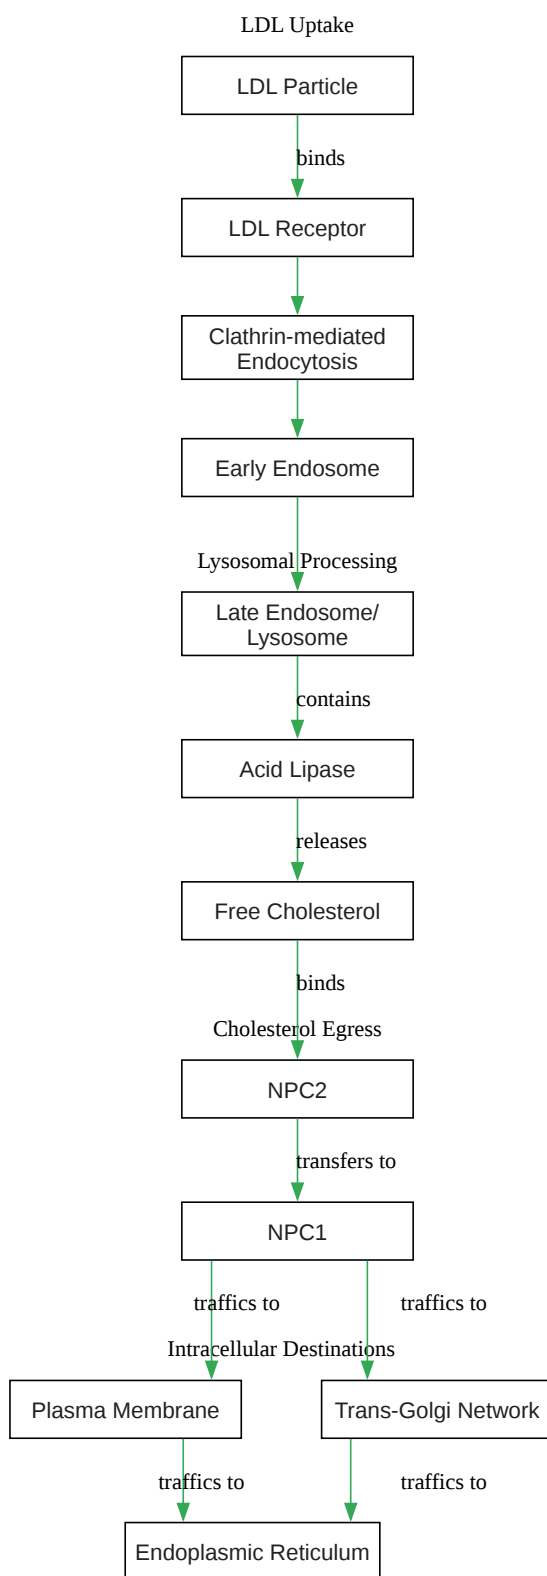 LDL Uptake
LDL Particle
binds
LDL Receptor
Clathrin-mediated
Endocytosis
Early Endosome
Lysosomal Processing
Late Endosome/
Lysosome
contains
Acid Lipase
releases
Free Cholesterol
binds
Cholesterol Egress
NPC2
transfers to
NPC1
traffics to
traffics to
Intracellular Destinations
Plasma Membrane
Trans-Golgi Network
traffics to
traffics to
Endoplasmic Reticulum